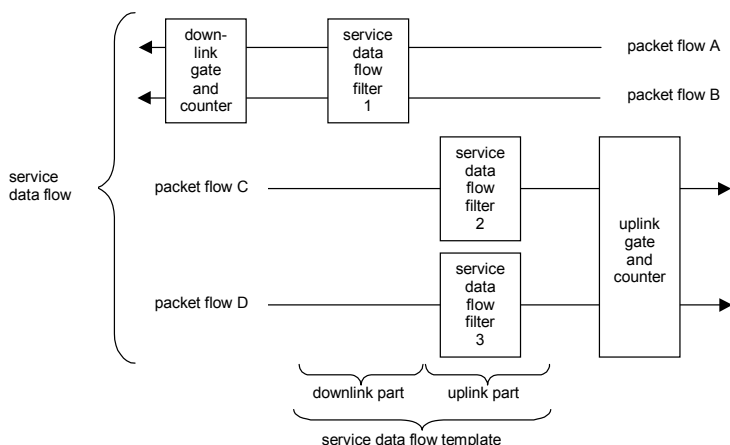 down-
link
gate
and
counter
service
data
flow
filter
1
packet flow A
packet flow B
service
data flow
packet flow C
service
data
flow
filter
2
uplink
gate
and
counter
packet flow D
service
data
flow
filter
3
downlink part
uplink part
service data flow template